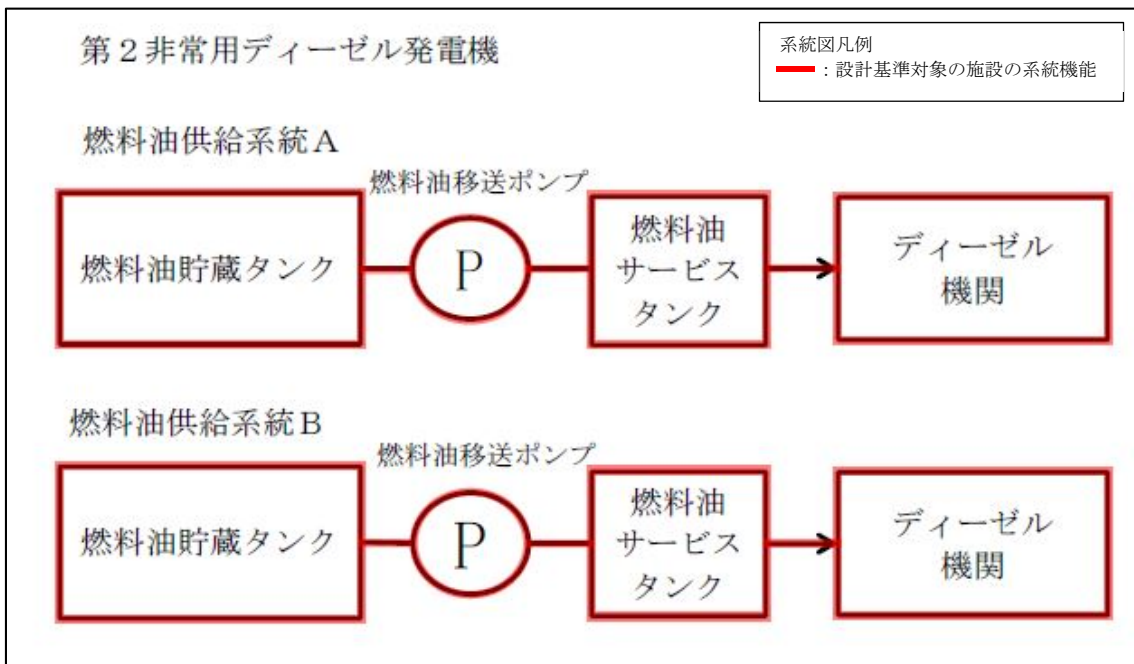 第２非常用ディーゼル発電機
系統図凡例
：設計基準対象の施設の系統機能
燃料油供給系統Ａ
燃料油移送ポンプ
燃料油貯蔵タンク
Ｐ
燃料油
サービス
タンク
ディーゼル
機関
燃料油供給系統Ｂ
燃料油移送ポンプ
燃料油貯蔵タンク
Ｐ
燃料油
サービス
タンク
ディーゼル
機関